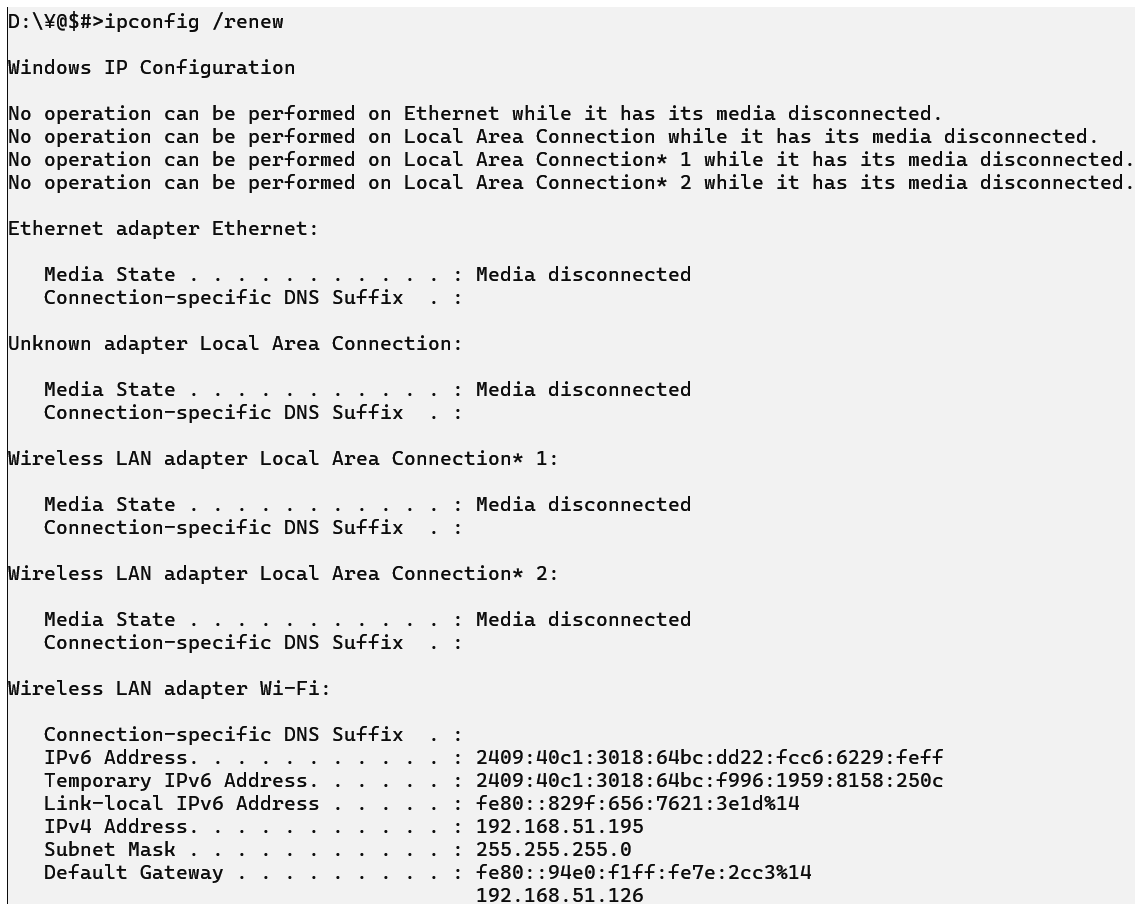 D:\¥@$#>ipconfig /renew
Windows IP Configuration
No operation can be performed on Ethernet while it has its media disconnected.
No operation can be performed on Local Area Connection while it has its media disconnected.
No operation can be performed on Local Area Connection* 1 while it has its media disconnected.
No operation can be performed on Local Area Connection* 2 while it has its media disconnected.
Ethernet adapter Ethernet:
   Media State . . . . . . . . . . . : Media disconnected
   Connection-specific DNS Suffix  . :
Unknown adapter Local Area Connection:
   Media State . . . . . . . . . . . : Media disconnected
   Connection-specific DNS Suffix  . :
Wireless LAN adapter Local Area Connection* 1:
   Media State . . . . . . . . . . . : Media disconnected
   Connection-specific DNS Suffix  . :
Wireless LAN adapter Local Area Connection* 2:
   Media State . . . . . . . . . . . : Media disconnected
   Connection-specific DNS Suffix  . :
Wireless LAN adapter Wi-Fi:
   Connection-specific DNS Suffix  . :
   IPv6 Address. . . . . . . . . . . : 2409:40c1:3018:64bc:dd22:fcc6:6229:feff
   Temporary IPv6 Address. . . . . . : 2409:40c1:3018:64bc:f996:1959:8158:250c
   Link-local IPv6 Address . . . . . : fe80::829f:656:7621:3e1d%14
   IPv4 Address. . . . . . . . . . . : 192.168.51.195
   Subnet Mask . . . . . . . . . . . : 255.255.255.0
   Default Gateway . . . . . . . . . : fe80::94e0:f1ff:fe7e:2cc3%14
                                       192.168.51.126